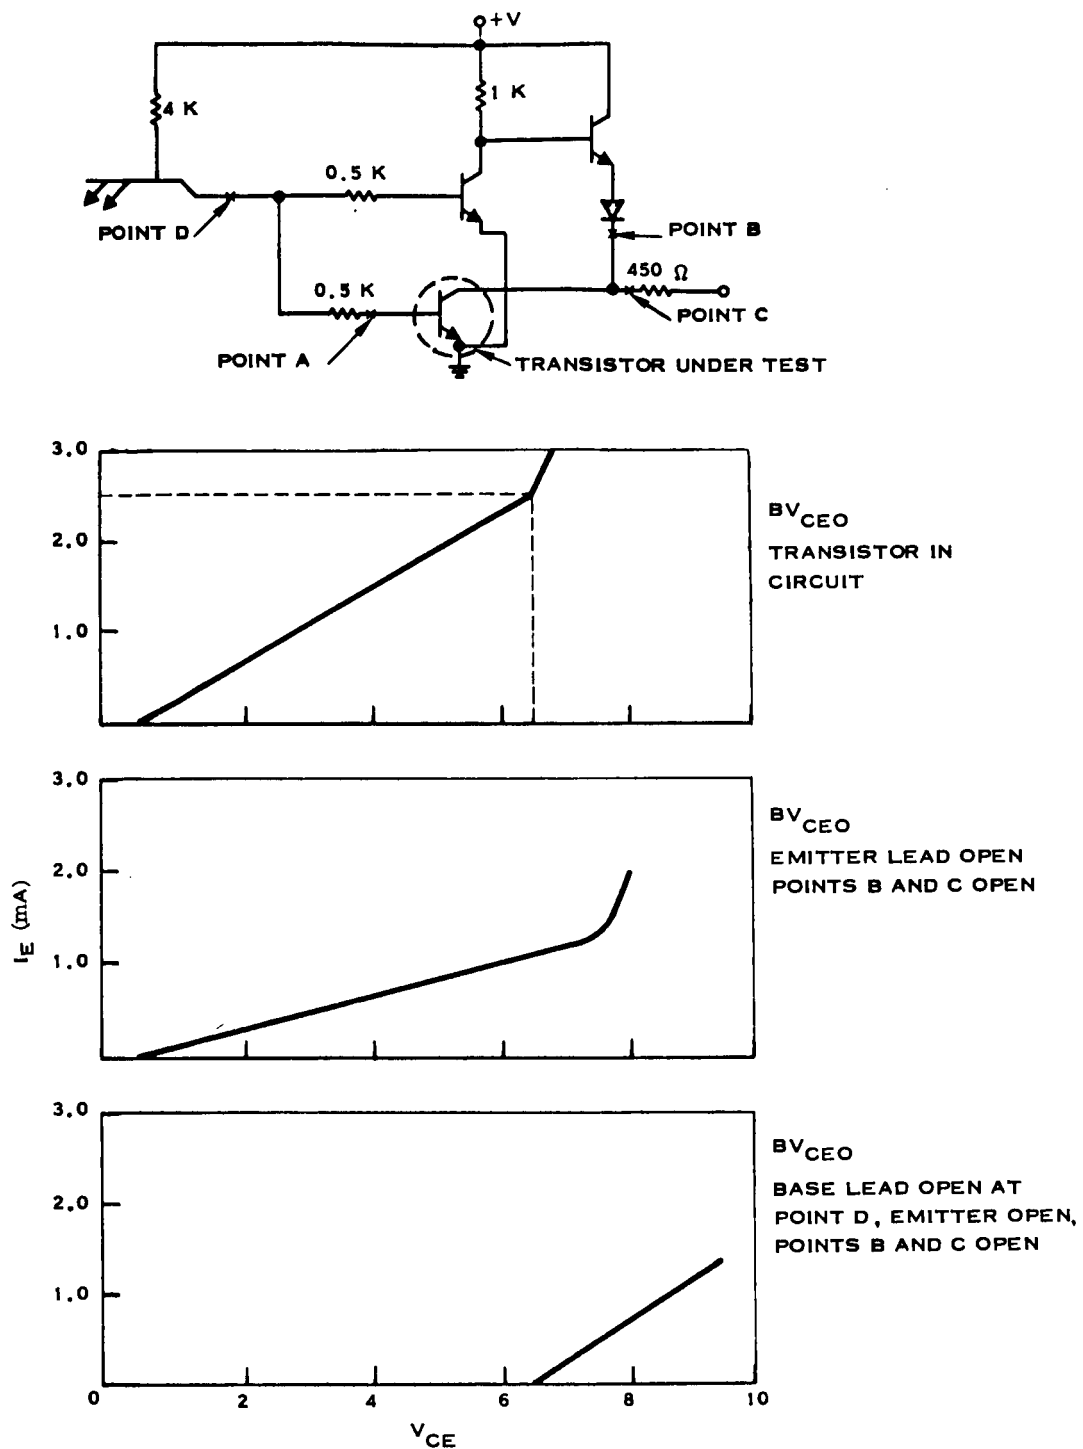 +V
1 K
4 K
0.5 K
POINT D
POINT B
450 Ω
0.5 K
POINT C
POINT A
TRANSISTOR UNDER TEST
3.0
2.0
1.0
BVCEO
TRANSISTOR IN
CIRCUIT
3.0
2.0
1.0
BVCEO
EMITTER LEAD OPEN
POINTS B AND C OPEN
IE (mA)
3.0
2.0
1.0
BVCEO
BASE LEAD OPEN AT
POINT D, EMITTER OPEN,
POINTS B AND C OPEN
0 2 4 6 8 10
VCE